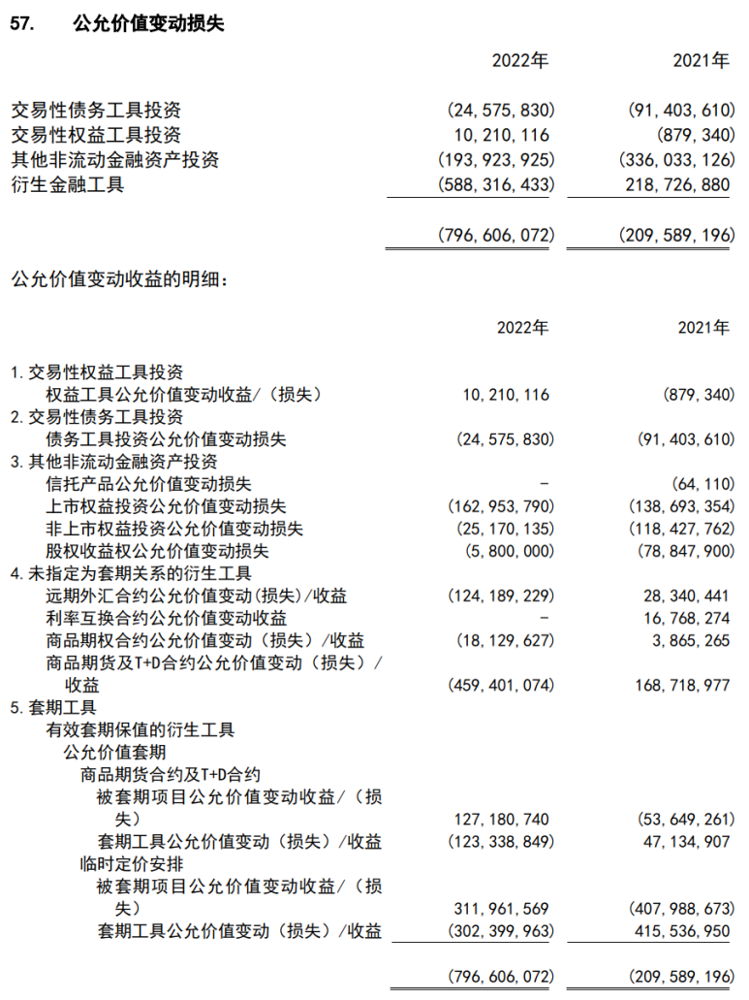 57. 公允价值变动损失
2022年 2021年
交易性债务工具投资 (24,575,830) (91,403,610)
交易性权益工具投资 10,210,116 (879,340)
其他非流动金融资产投资 (193,923,925) (336,033,126)
衍生金融工具 (588,316,433) 218,726,880
(796,606,072) (209,589,196)
公允价值变动收益的明细：
2022年 2021年
1.交易性权益工具投资
权益工具公允价值变动收益/（损失） 10,210,116 (879,340)
2.交易性债务工具投资
债务工具投资公允价值变动损失 (24,575,830) (91,403,610)
3.其他非流动金融资产投资
信托产品公允价值变动损失 - (64,110)
上市权益投资公允价值变动损失 (162,953,790) (138,693,354)
非上市权益投资公允价值变动损失 (25,170,135) (118,427,762)
股权收益权公允价值变动损失 (5,800,000) (78,847,900)
4.未指定为套期关系的衍生工具
远期外汇合约公允价值变动(损失)/收益 (124,189,229) 28,340,441
利率互换合约公允价值变动收益 - 16,768,274
商品期权合约公允价值变动（损失）/收益 (18,129,627) 3,865,265
商品期货及T+D合约公允价值变动（损失）/
收益 (459,401,074) 168,718,977
5.套期工具
有效套期保值的衍生工具
公允价值套期
商品期货合约及T+D合约
被套期项目公允价值变动收益/（损
失） 127,180,740 (53,649,261)
套期工具公允价值变动（损失）/收益 (123,338,849) 47,134,907
临时定价安排
被套期项目公允价值变动收益/（损
失） 311,961,569 (407,988,673)
套期工具公允价值变动（损失）/收益 (302,399,963) 415,536,950
(796,606,072) (209,589,196)